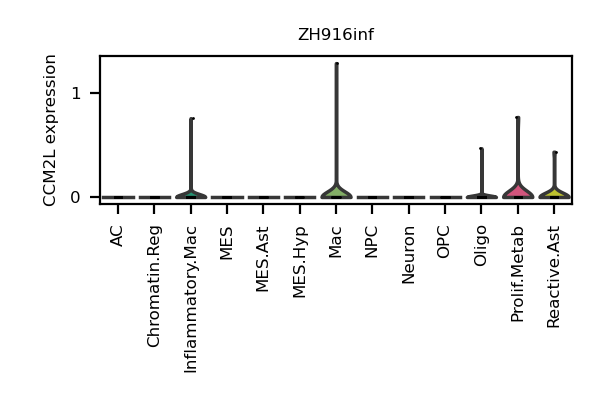 ZH916inf
CCM2L expression
1
0
AC
Chromatin.Reg
Inflammatory.Mac
MES
MES.Ast
MES.Hyp
Mac
NPC
Neuron
OPC
Oligo
Prolif.Metab
Reactive.Ast